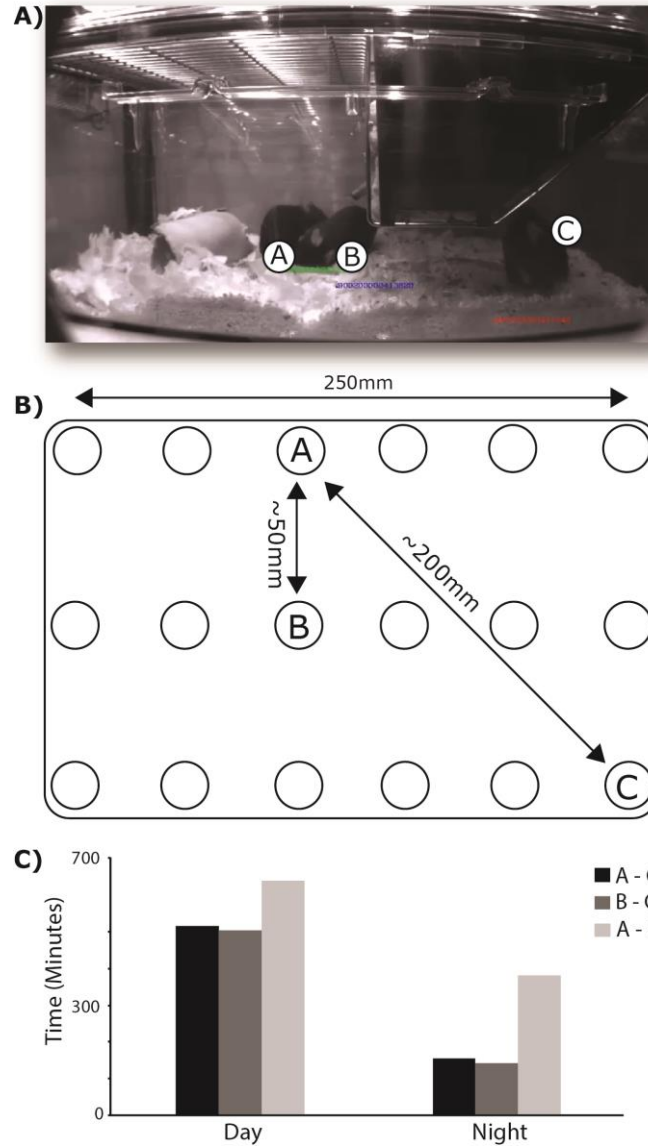 A)
A
B
C
B)
250mm
A
~50mm
~200mm
B
C
C)
700
A -
B -
A -
Time (Minutes)
300
0
Day
Night